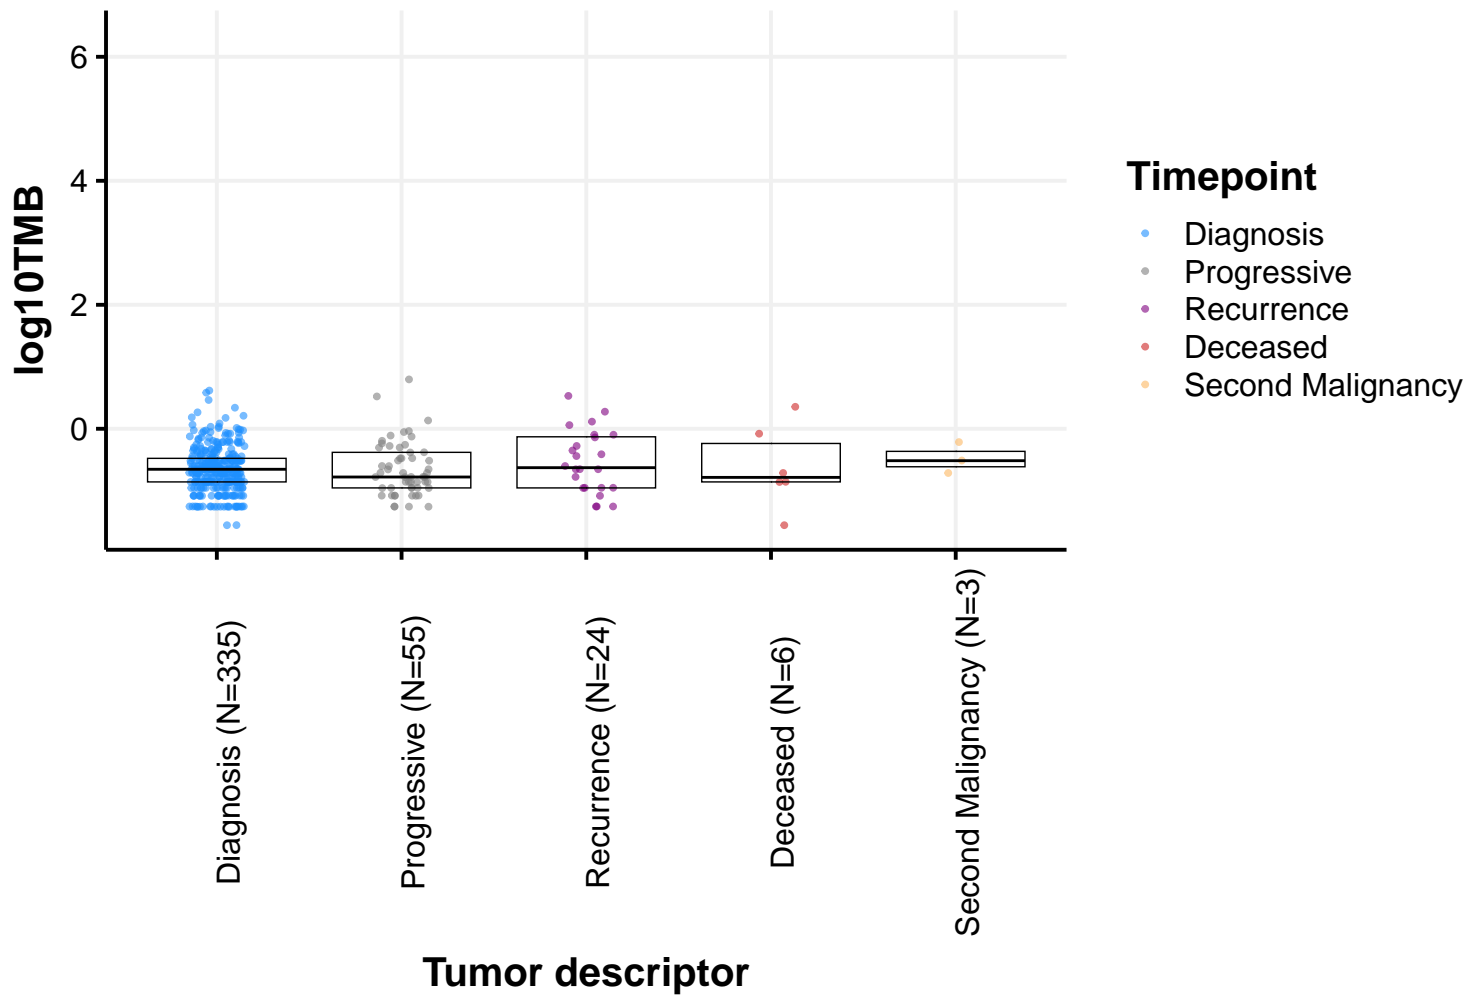 log10TMB
6
4
2
0
Diagnosis (N=335)
Progressive (N=55)
Recurrence (N=24)
Deceased (N=6)
Second Malignancy (N=3)
Tumor descriptor
Timepoint
Diagnosis
Progressive
Recurrence
Deceased
Second Malignancy